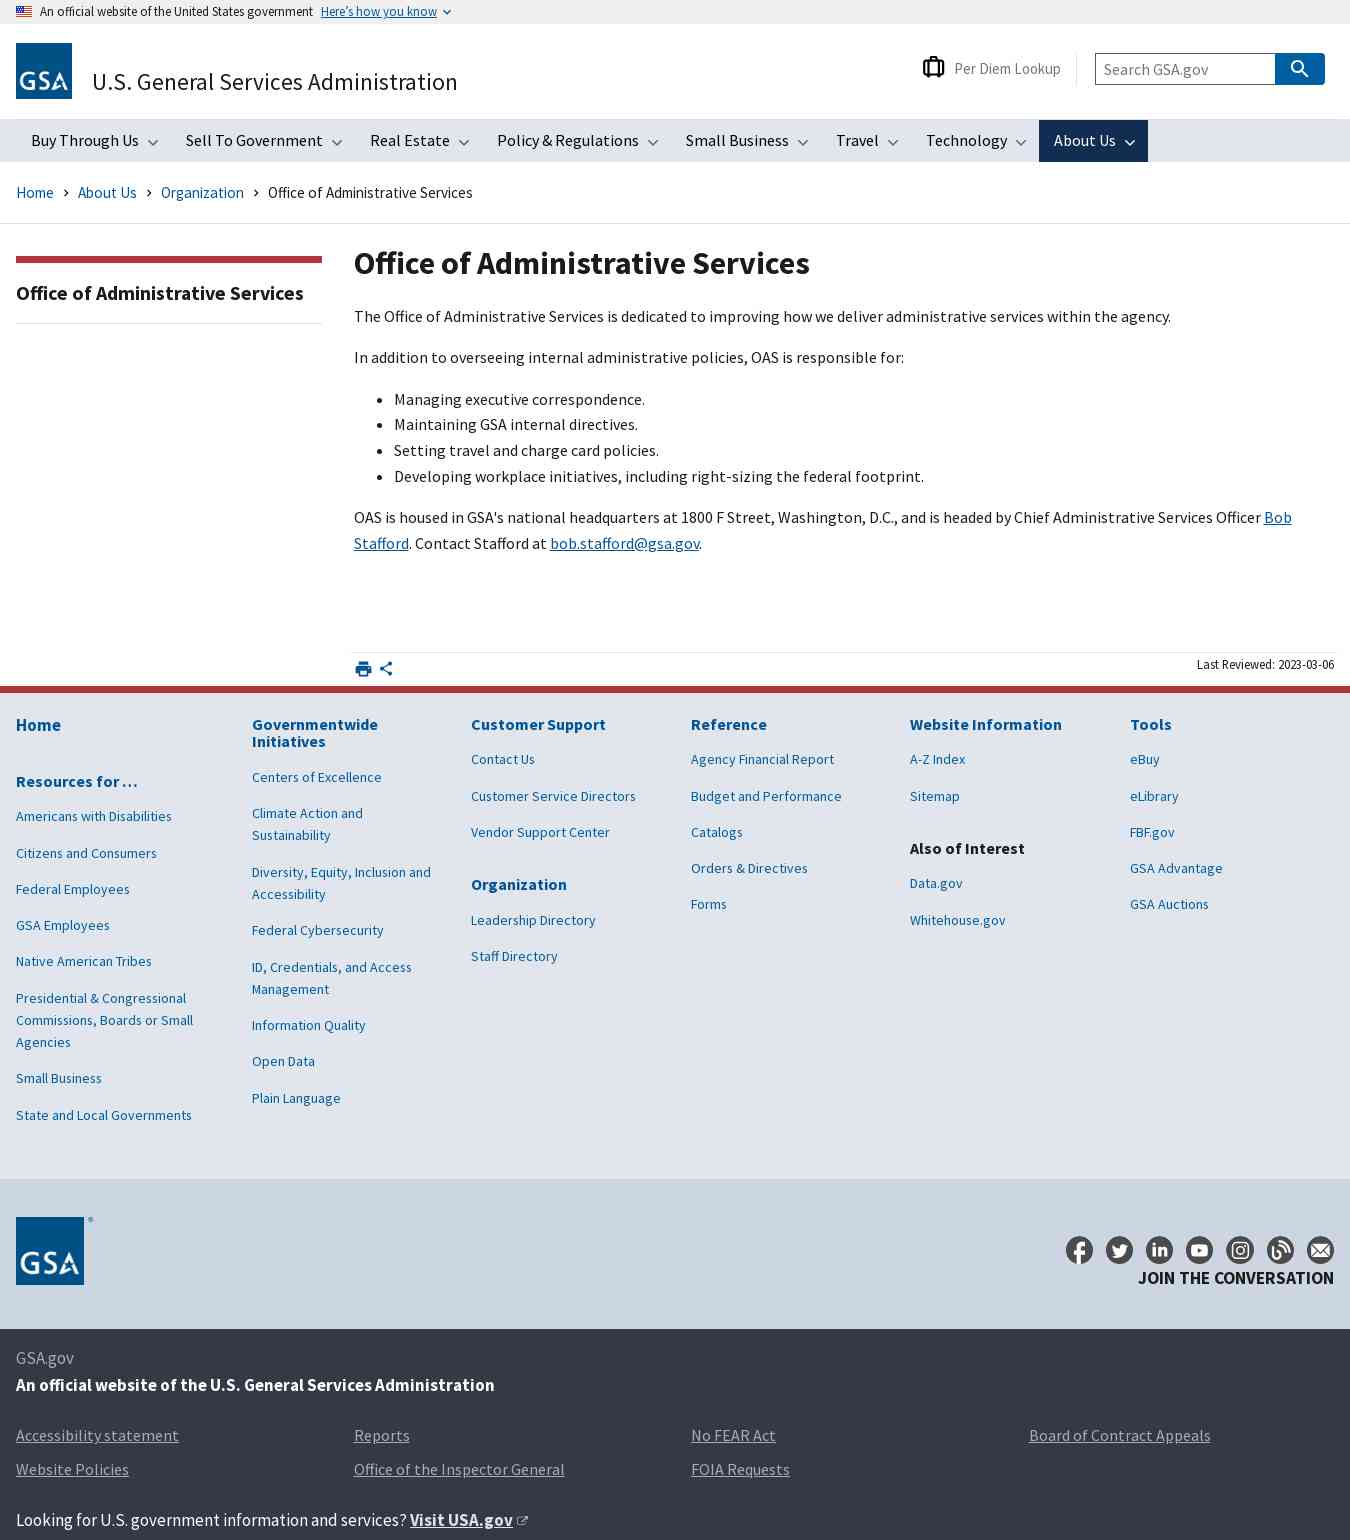 An official website of the United States government Here's how you know
GSA
U.S. General Services Administration
Per Diem Lookup
Search GSA.gov
Buy Through Us
Sell To Government
Real Estate
Policy & Regulations
Small Business
Travel
Technology
About Us
Home > About Us > Organization > Office of Administrative Services
Office of Administrative Services
Office of Administrative Services
The Office of Administrative Services is dedicated to improving how we deliver administrative services within the agency.
In addition to overseeing internal administrative policies, OAS is responsible for:
• Managing executive correspondence.
• Maintaining GSA internal directives.
• Setting travel and charge card policies.
• Developing workplace initiatives, including right-sizing the federal footprint.
OAS is housed in GSA's national headquarters at 1800 F Street, Washington, D.C., and is headed by Chief Administrative Services Officer Bob
Stafford. Contact Stafford at bob.stafford@gsa.gov.
Last Reviewed: 2023-03-06
Home
Resources for …
Americans with Disabilities
Citizens and Consumers
Federal Employees
GSA Employees
Native American Tribes
Presidential & Congressional
Commissions, Boards or Small
Agencies
Small Business
State and Local Governments
Governmentwide
Initiatives
Centers of Excellence
Climate Action and
Sustainability
Diversity, Equity, Inclusion and
Accessibility
Federal Cybersecurity
ID, Credentials, and Access
Management
Information Quality
Open Data
Plain Language
Customer Support
Contact Us
Customer Service Directors
Vendor Support Center
Organization
Leadership Directory
Staff Directory
Reference
Agency Financial Report
Budget and Performance
Catalogs
Orders & Directives
Forms
Website Information
A-Z Index
Sitemap
Also of Interest
Data.gov
Whitehouse.gov
Tools
eBuy
eLibrary
FBF.gov
GSA Advantage
GSA Auctions
GSA
JOIN THE CONVERSATION
GSA.gov
An official website of the U.S. General Services Administration
Accessibility statement
Reports
No FEAR Act
Board of Contract Appeals
Website Policies
Office of the Inspector General
FOIA Requests
Looking for U.S. government information and services? Visit USA.gov